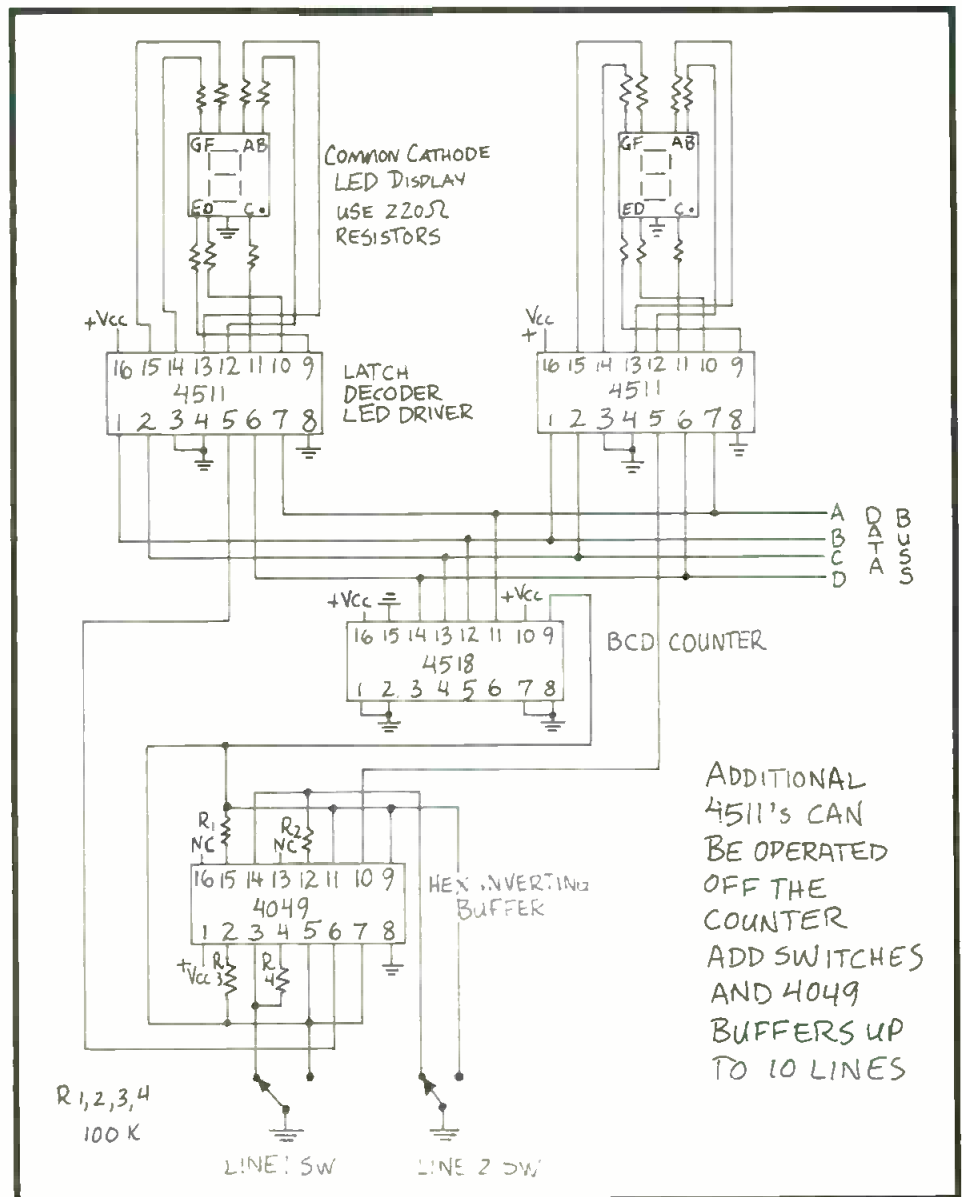 GF AB
ED C.
COMMON CATHODE
LED DISPLAY
USE 220Ω
RESISTORS
GF AB
ED C.
+Vcc
16 15 14 13 12 11 10 9
4511
1 2 3 4 5 6 7 8
LATCH
DECODER
LED DRIVER
Vcc
+
16 15 14 13 12 11 10 9
4511
1 2 3 4 5 6 7 8
A
B
C
D
DATA
BUSS
+Vcc
+Vcc
16 15 14 13 12 11 10 9
4518
1 2 3 4 5 6 7 8
BCD COUNTER
R1
NC
R2
NC
16 15 14 13 12 11 10 9
4049
1 2 3 4 5 6 7 8
HEX INVERTING
BUFFER
+Vcc
R3
R4
R 1,2,3,4
100 K
LINE 1 SW
LINE 2 SW
ADDITIONAL
4511's CAN
BE OPERATED
OFF THE
COUNTER
ADD SWITCHES
AND 4049
BUFFERS UP
TO 10 LINES